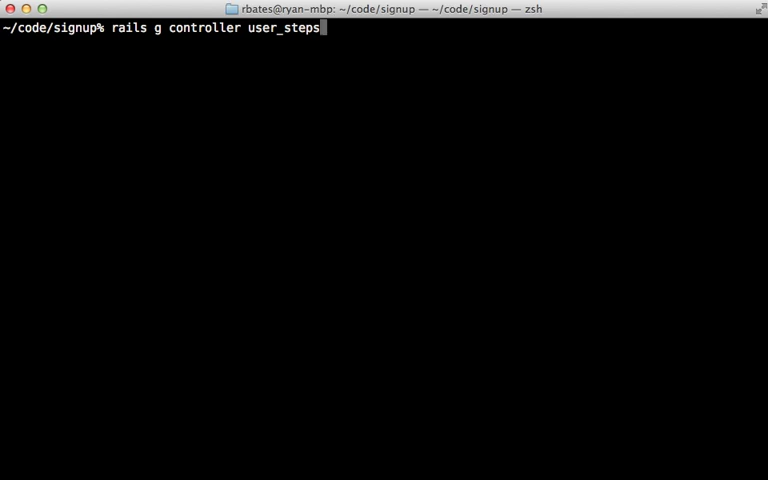 rbates@ryan-mbp: ~/code/signup — ~/code/signup — zsh
~/code/signup% rails g controller user_steps